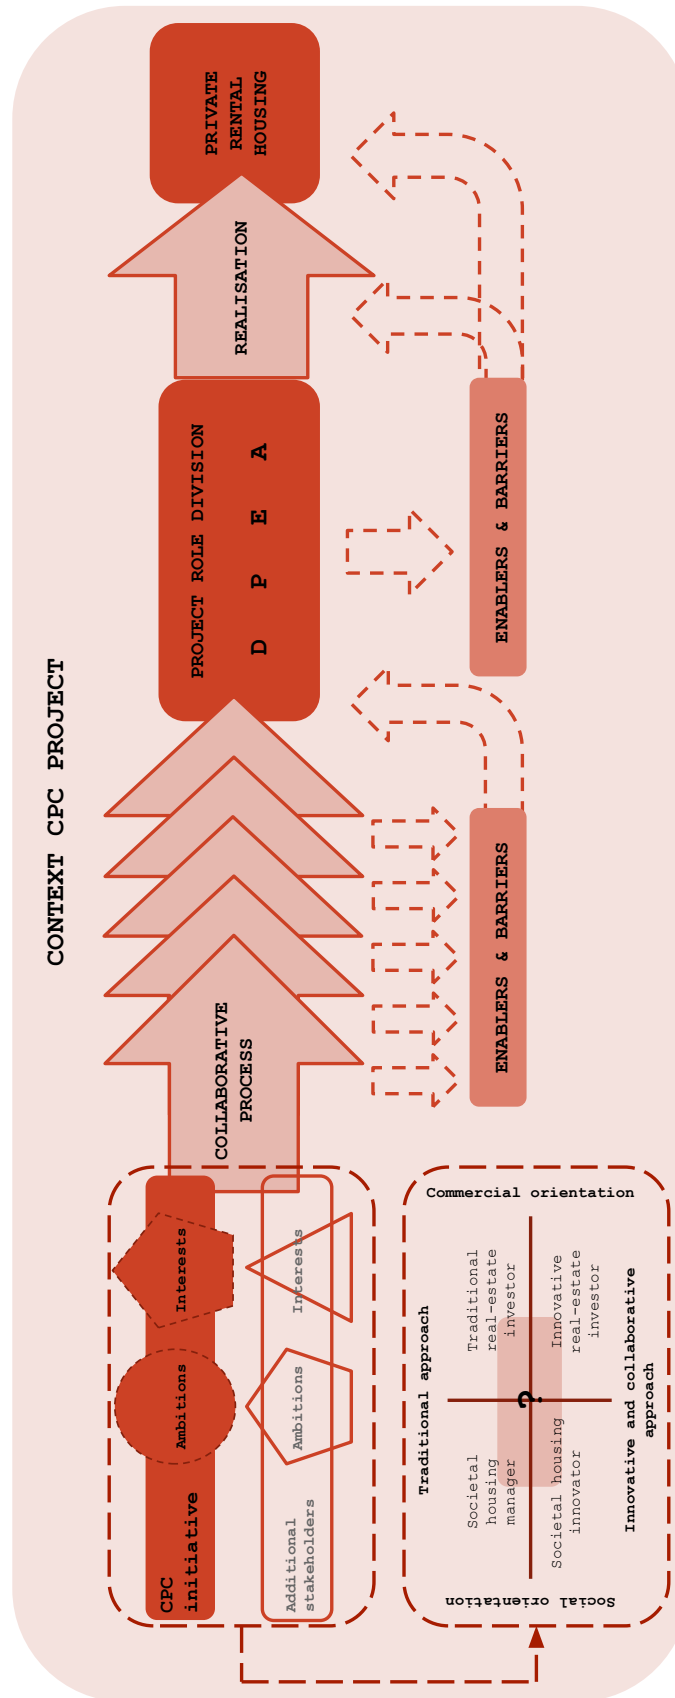 CONTEXT CPC PROJECT
CPC
initiative
Ambitions
Interests
Additional
stakeholders
Ambitions
Interests
COLLABORATIVE
PROCESS
PROJECT ROLE DIVISION
D P E A
REALISATION
PRIVATE
RENTAL
HOUSING
ENABLERS & BARRIERS
ENABLERS & BARRIERS
Traditional approach
Social orientation
Commercial orientation
Societal
housing
manager
Traditional
real-estate
investor
?
Societal housing
innovator
Innovative
real-estate
investor
Innovative and collaborative
approach